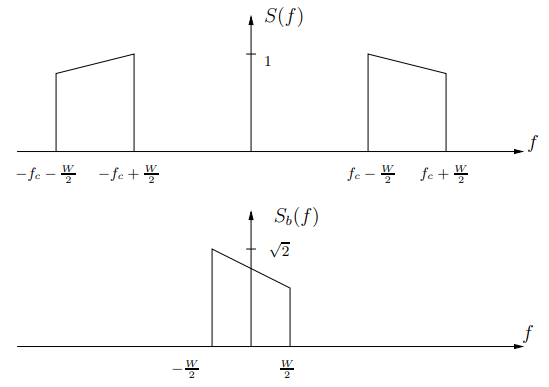 S(f)
1
f
−f_c − W/2 −f_c + W/2 f_c − W/2 f_c + W/2
S_b(f)
√2
f
−W/2 W/2